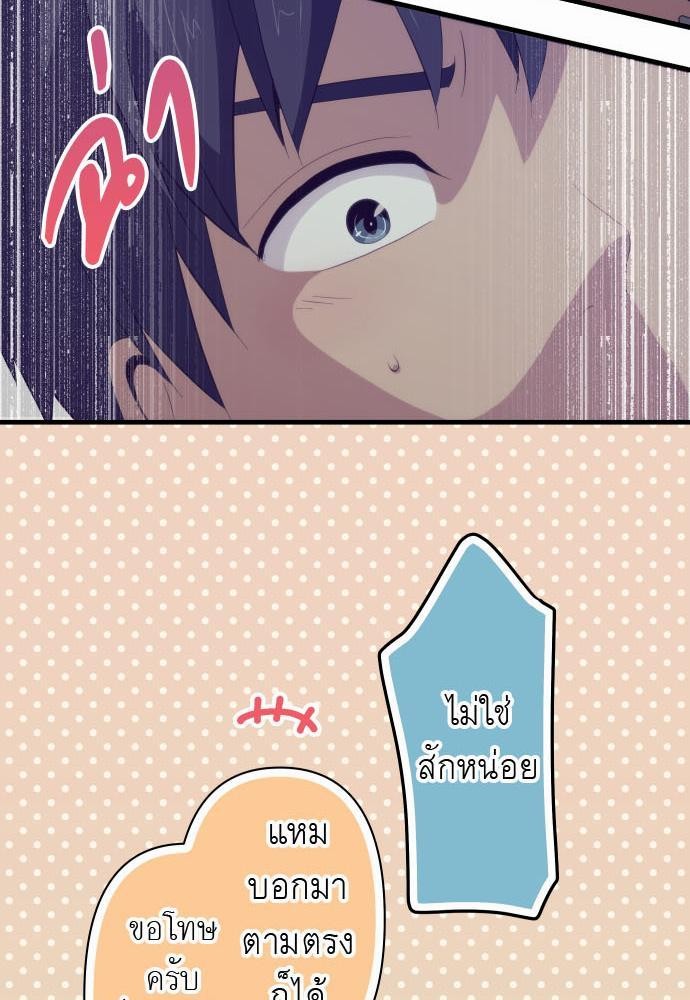 ฉ่า
ไม่ใช่
สักหน่อย
แหม
บอกมา
ตามตรง
ก็ได้
ขอโทษ
ครับ